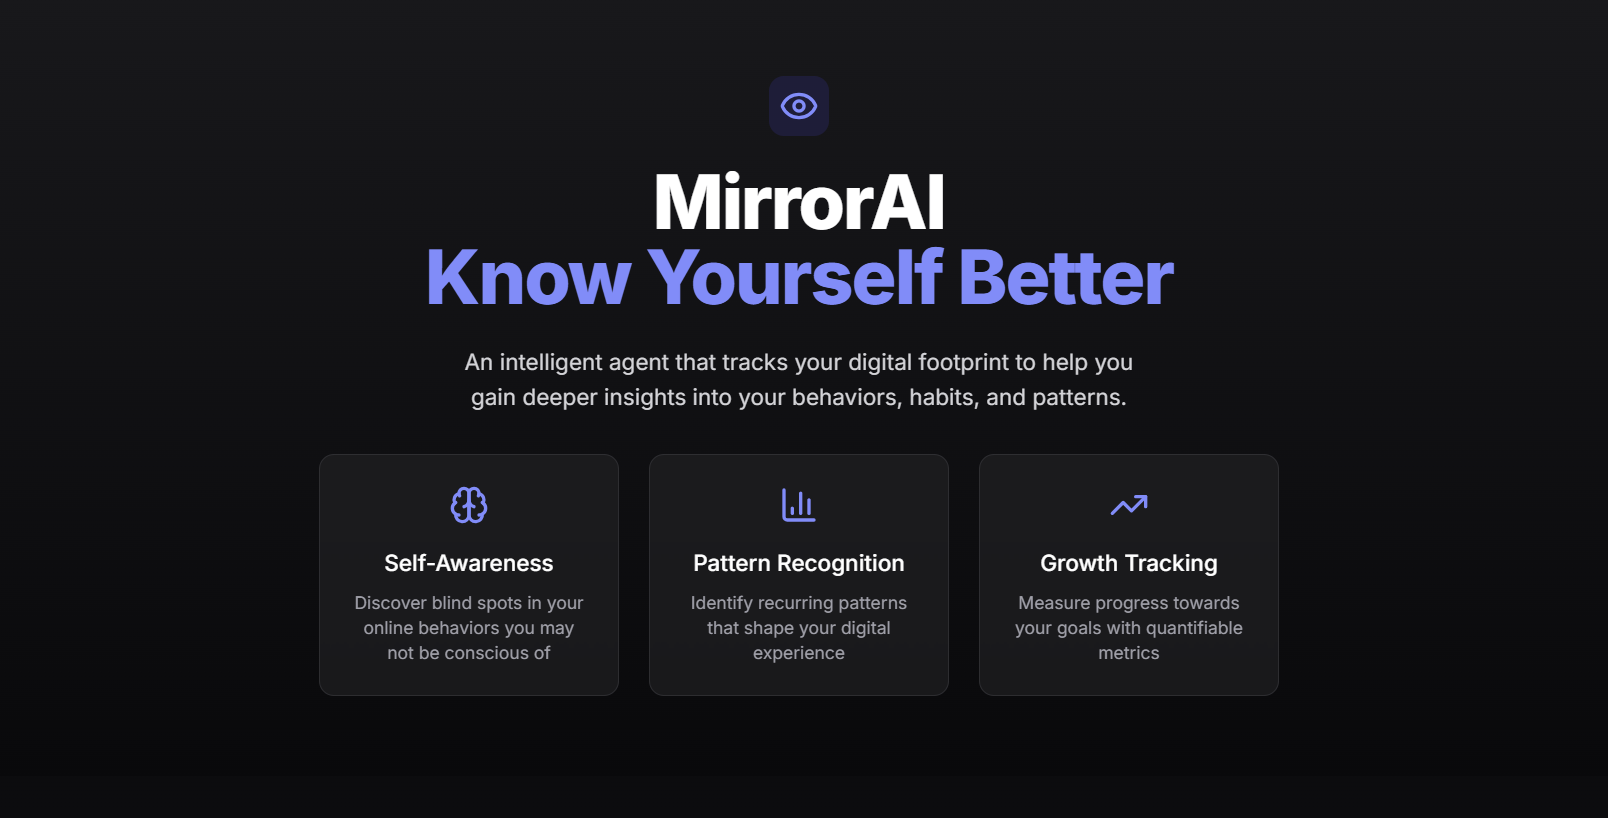 MirrorAI
Know Yourself Better
An intelligent agent that tracks your digital footprint to help you
gain deeper insights into your behaviors, habits, and patterns.
Self-Awareness
Discover blind spots in your
online behaviors you may
not be conscious of
Pattern Recognition
Identify recurring patterns
that shape your digital
experience
Growth Tracking
Measure progress towards
your goals with quantifiable
metrics